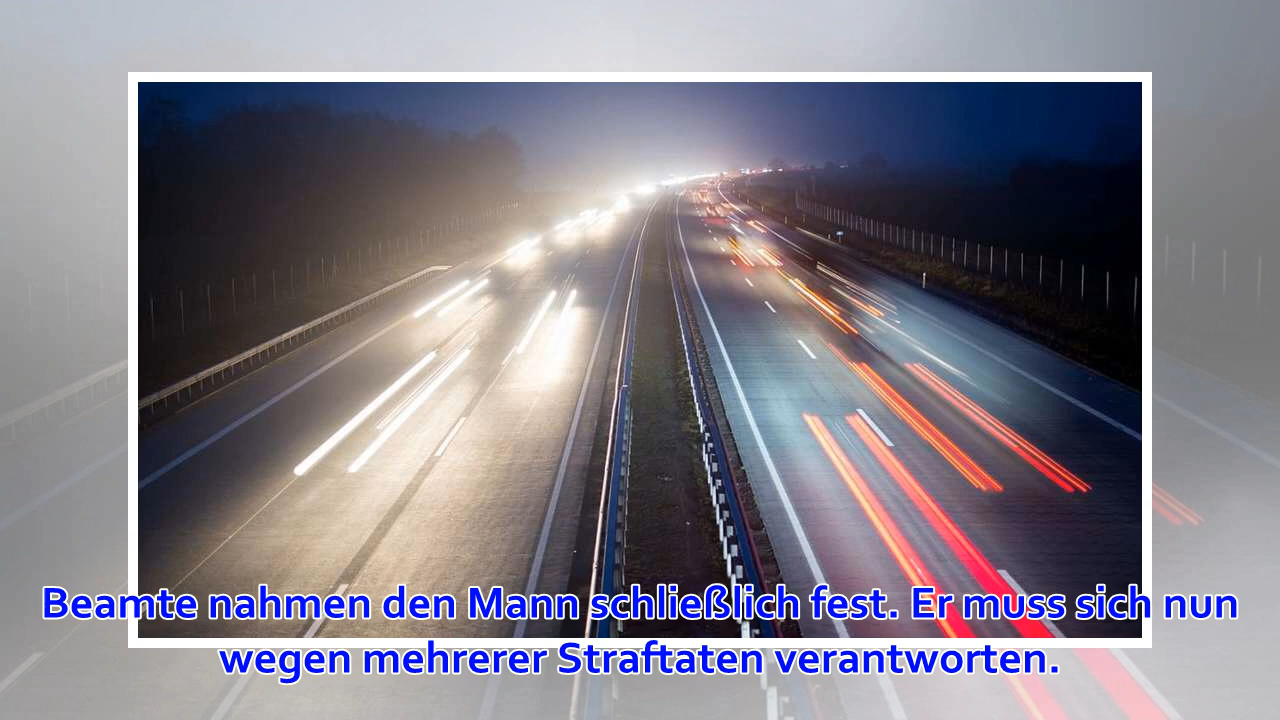 Beamte nahmen den Mann schließlich fest. Er muss sich nun
wegen mehrerer Straftaten verantworten.